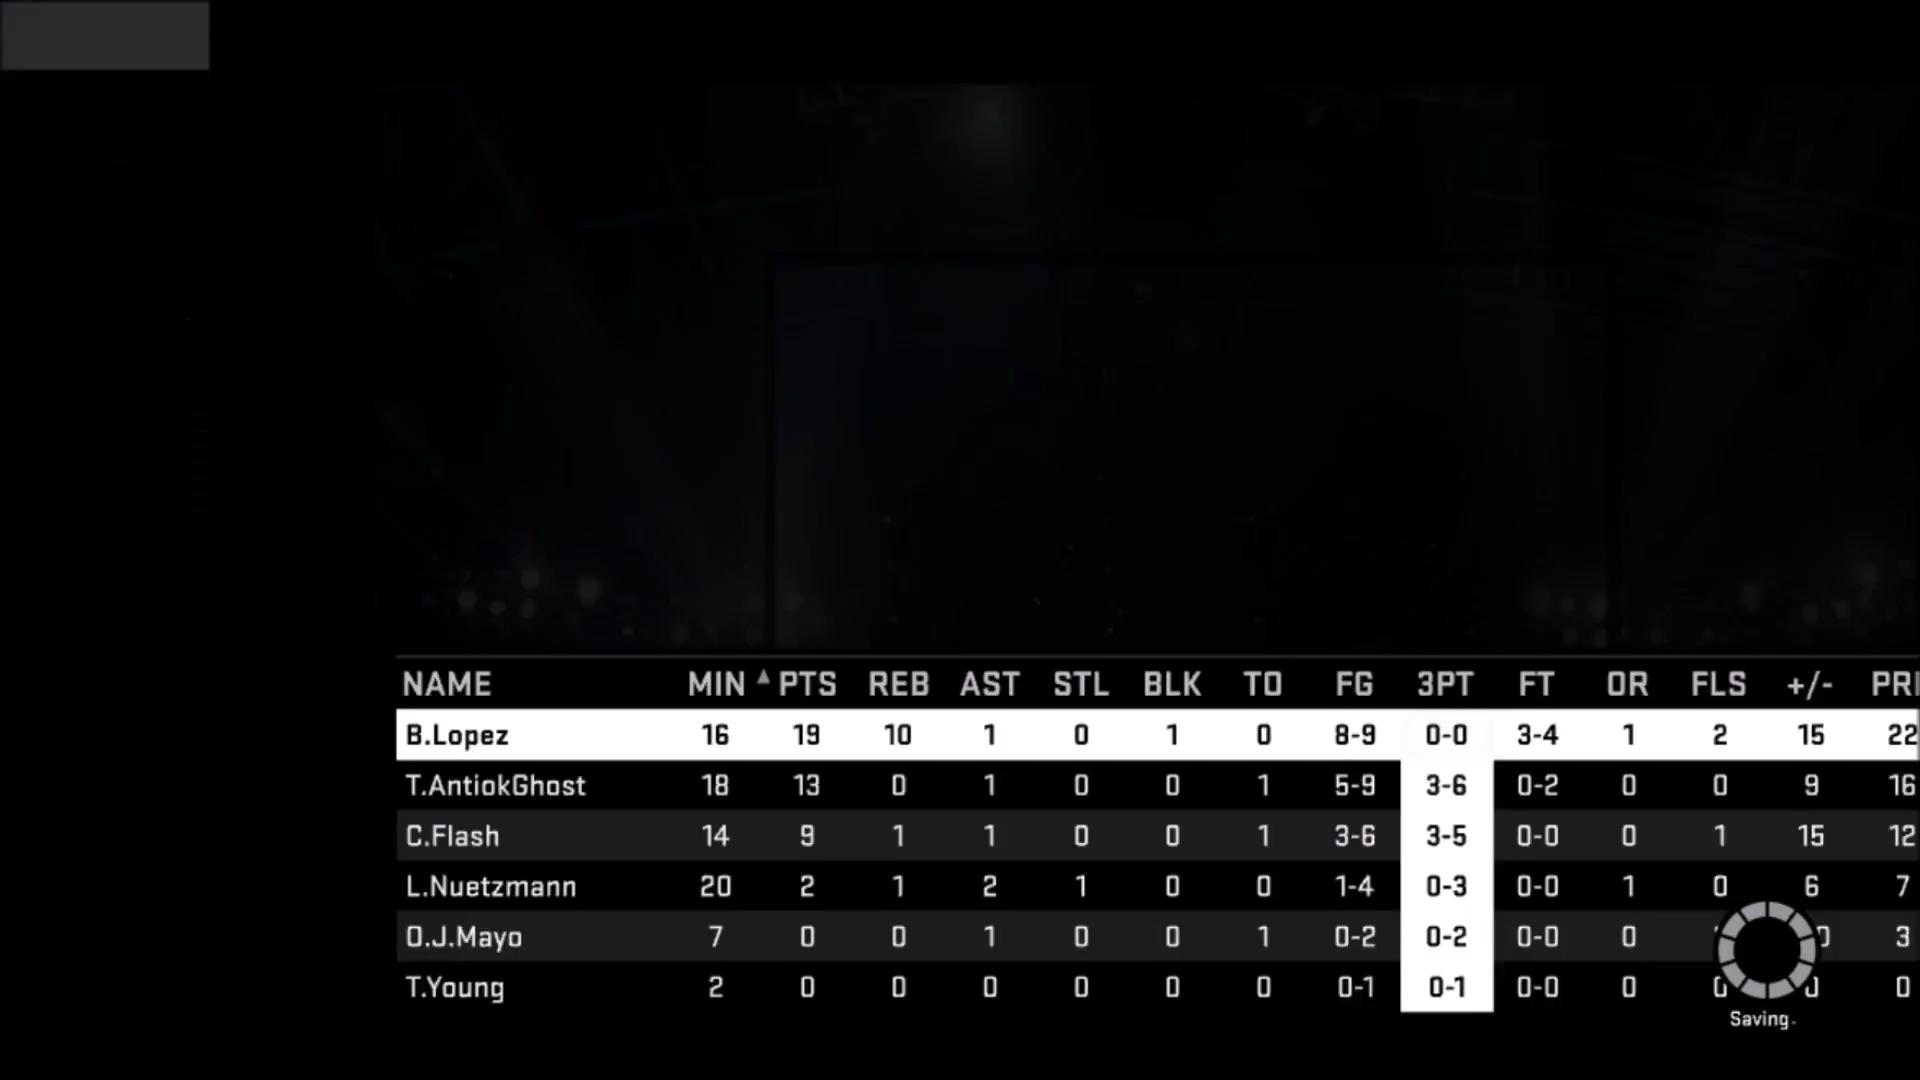 NAME MIN ▲ PTS REB AST STL BLK TO FG 3PT FT OR FLS +/- PRI
B.Lopez 16 19 10 1 0 1 0 8-9 0-0 3-4 1 2 15 22
T.AntiokGhost 18 13 0 1 0 0 1 5-9 3-6 0-2 0 0 9 16
C.Flash 14 9 1 1 0 0 1 3-6 3-5 0-0 0 1 15 12
L.Nuetzmann 20 2 1 2 1 0 0 1-4 0-3 0-0 1 0 6 7
O.J.Mayo 7 0 0 1 0 0 1 0-2 0-2 0-0 0 3
T.Young 2 0 0 0 0 0 0 0-1 0-1 0-0 0 0 0 0
Saving.